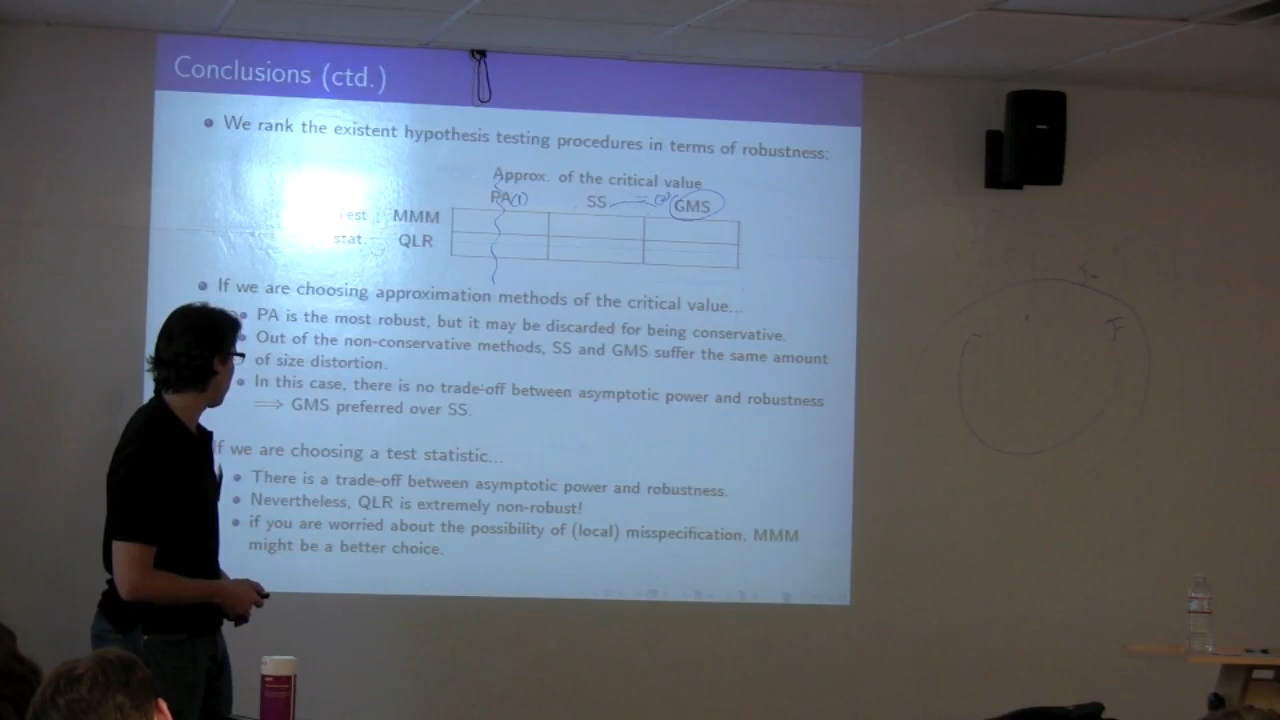 Conclusions (ctd.)
We rank the existent hypothesis testing procedures in terms of robustness:
Approx. of the critical value
PA (1) SS = (2) GMS
Test MMM
stat. QLR
If we are choosing approximation methods of the critical value...
PA is the most robust, but it may be discarded for being conservative.
Out of the non-conservative methods, SS and GMS suffer the same amount
of size distortion.
In this case, there is no trade-off between asymptotic power and robustness
⟹ GMS preferred over SS.
If we are choosing a test statistic...
There is a trade-off between asymptotic power and robustness.
Nevertheless, QLR is extremely non-robust!
if you are worried about the possibility of (local) misspecification, MMM
might be a better choice.